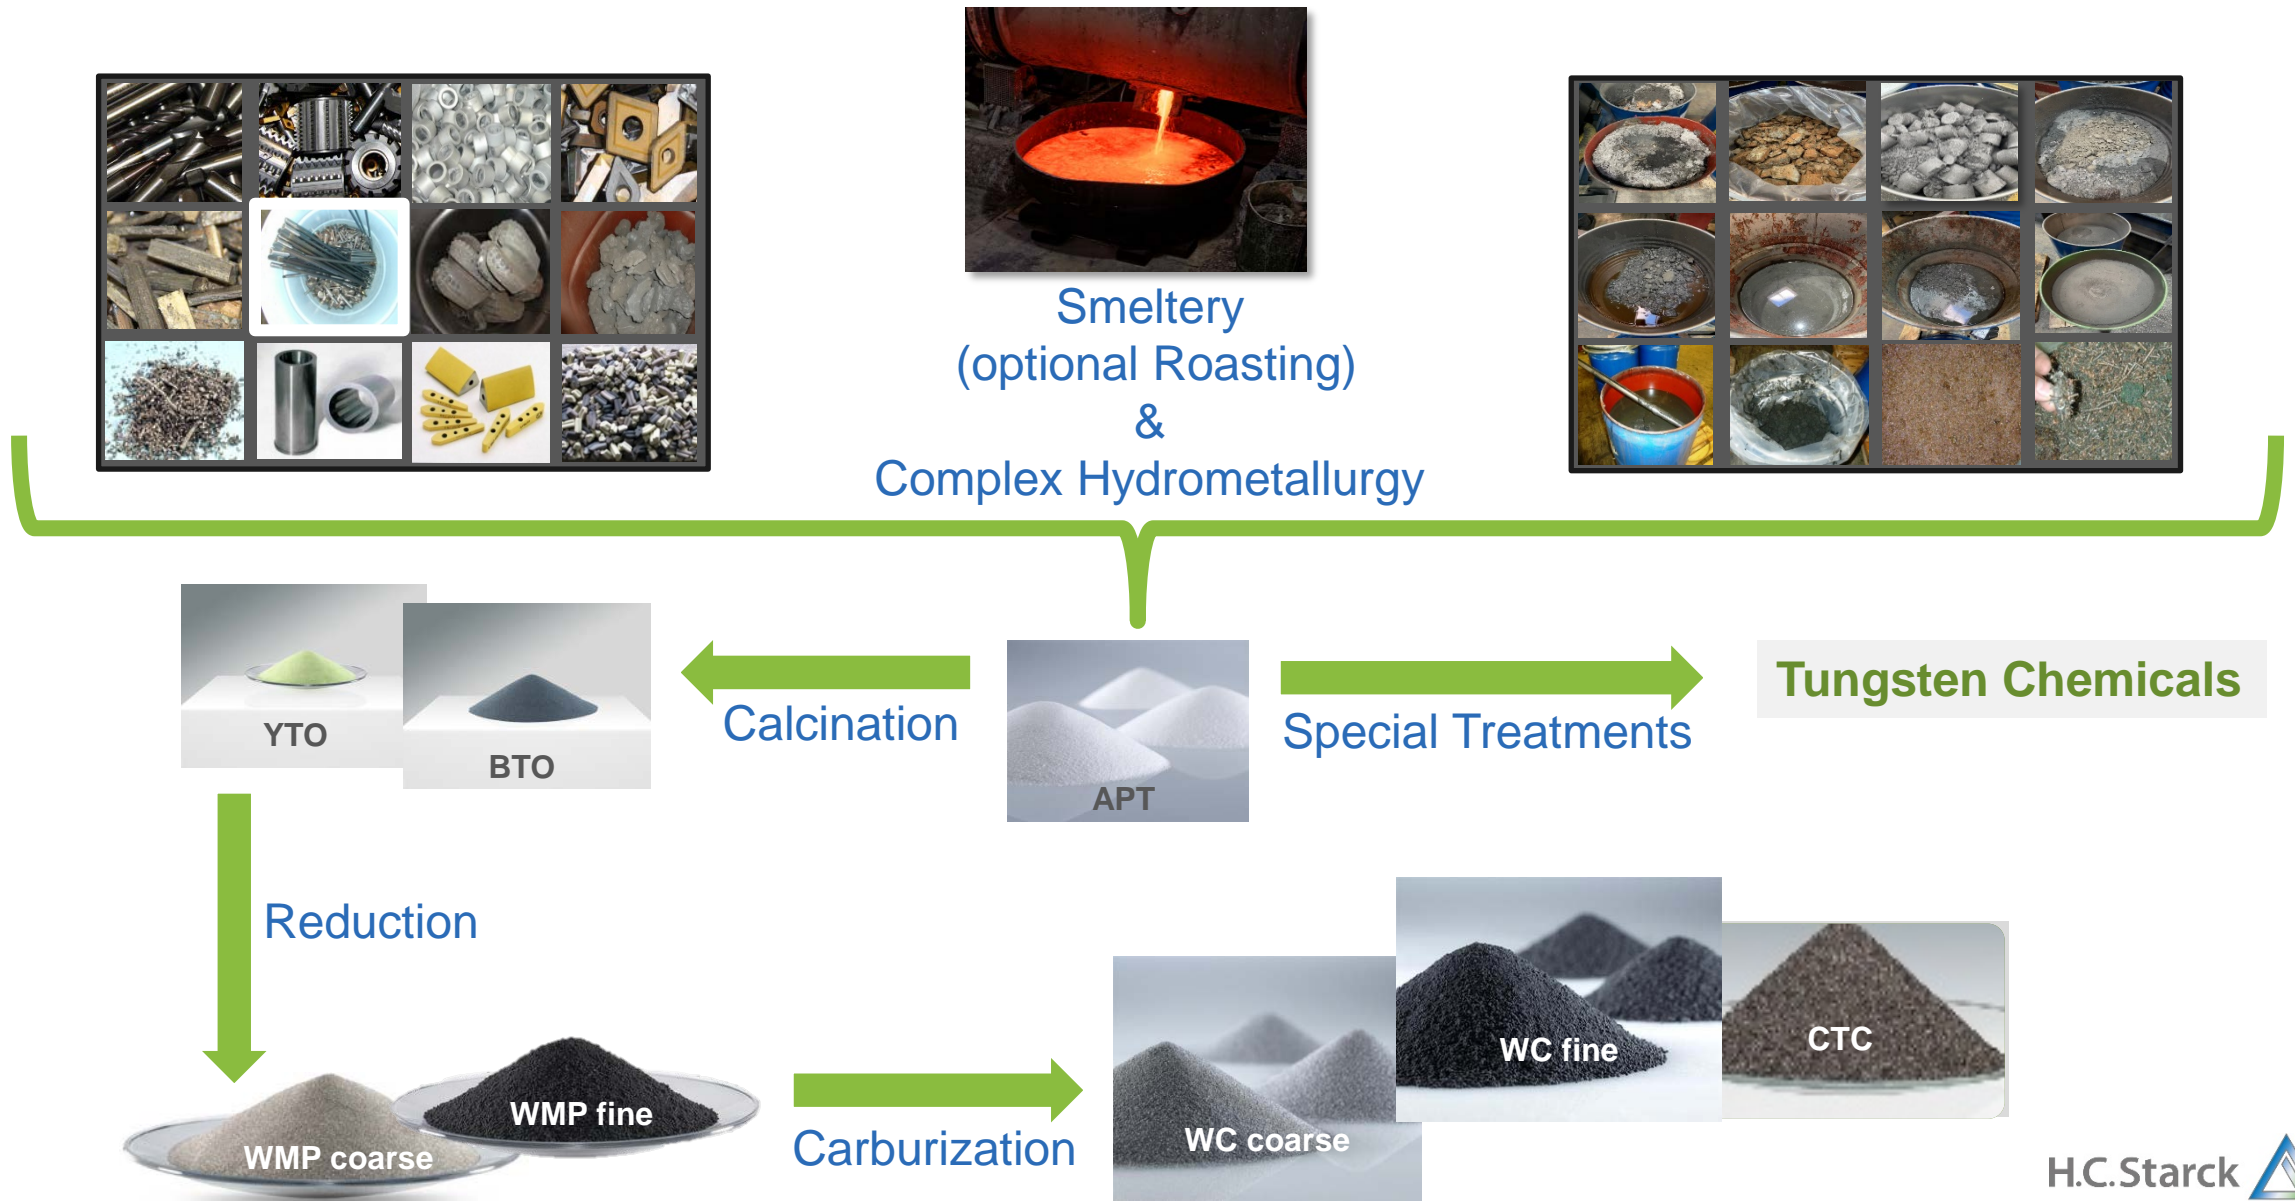 Smeltery
(optional Roasting)
&
Complex Hydrometallurgy
YTO
BTO
Calcination
APT
Special Treatments
Tungsten Chemicals
Reduction
WMP coarse
WMP fine
Carburization
WC coarse
WC fine
CTC
H.C.Starck